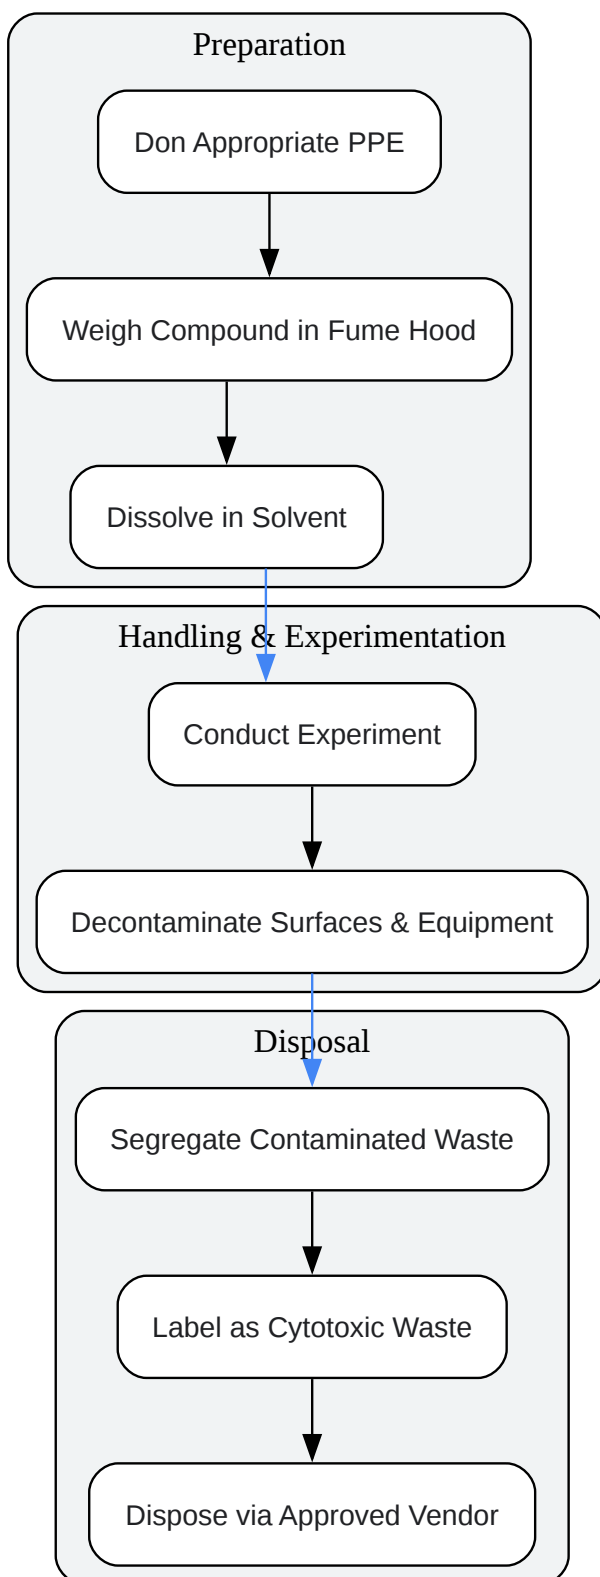 Preparation
Don Appropriate PPE
Weigh Compound in Fume Hood
Dissolve in Solvent
Handling & Experimentation
Conduct Experiment
Decontaminate Surfaces & Equipment
Disposal
Segregate Contaminated Waste
Label as Cytotoxic Waste
Dispose via Approved Vendor